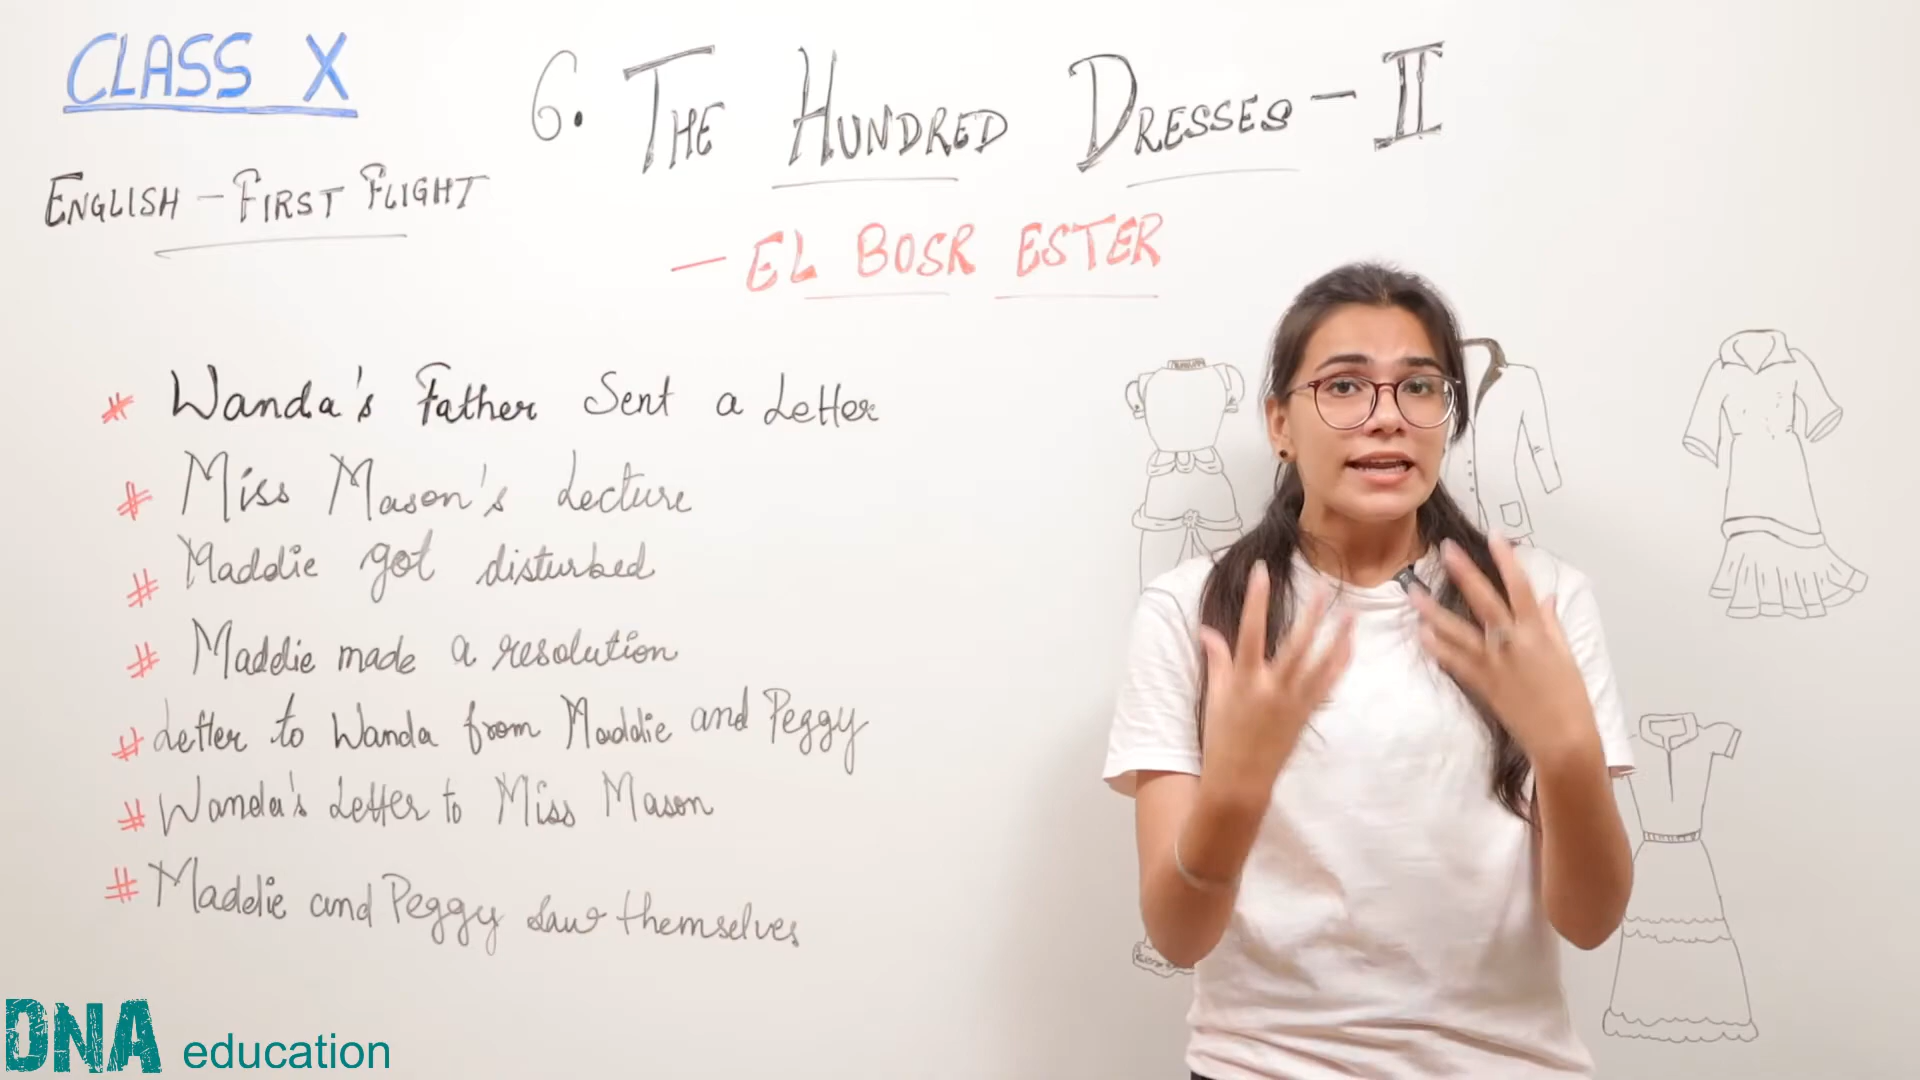 CLASS X
6. THE HUNDRED DRESSES - II
ENGLISH - FIRST FLIGHT
- EL BOSR ESTER
* Wanda's Father Sent a Letter
# Miss Mason's Lecture
# Maddie got disturbed
# Maddie made a resolution
# Letter to Wanda from Maddie and Peggy
# Wanda's Letter to Miss Mason
# Maddie and Peggy saw themselves
DNA education